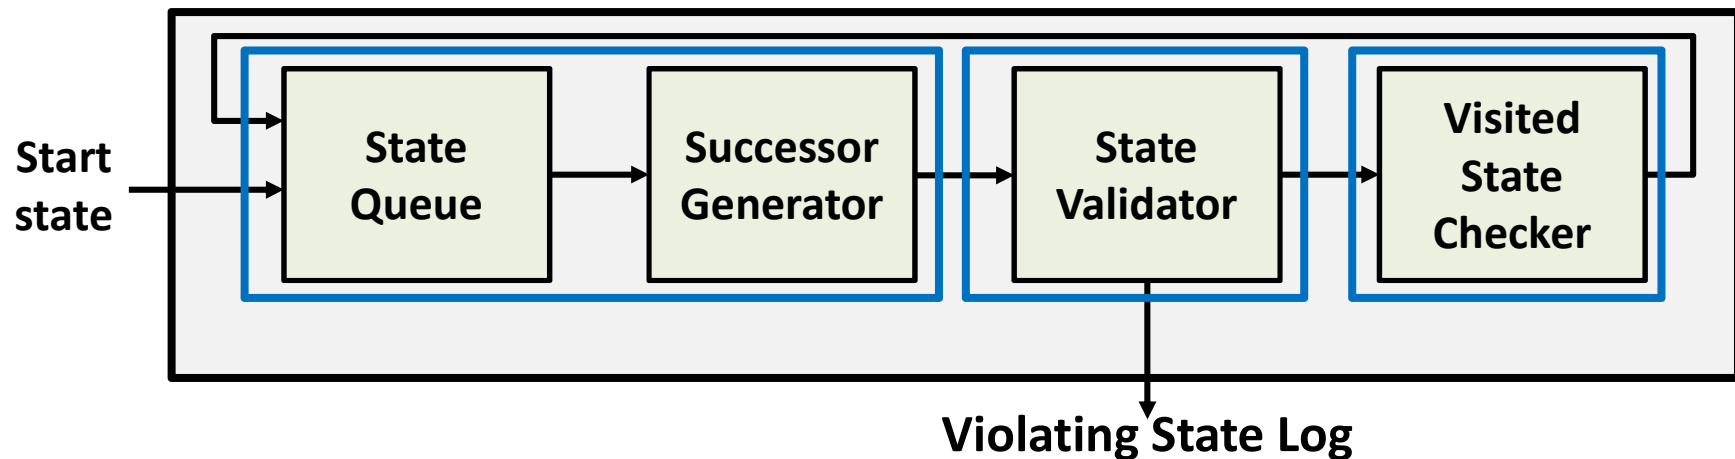 Start
state
State
Queue
Successor
Generator
State
Validator
Visited
State
Checker
Violating State Log